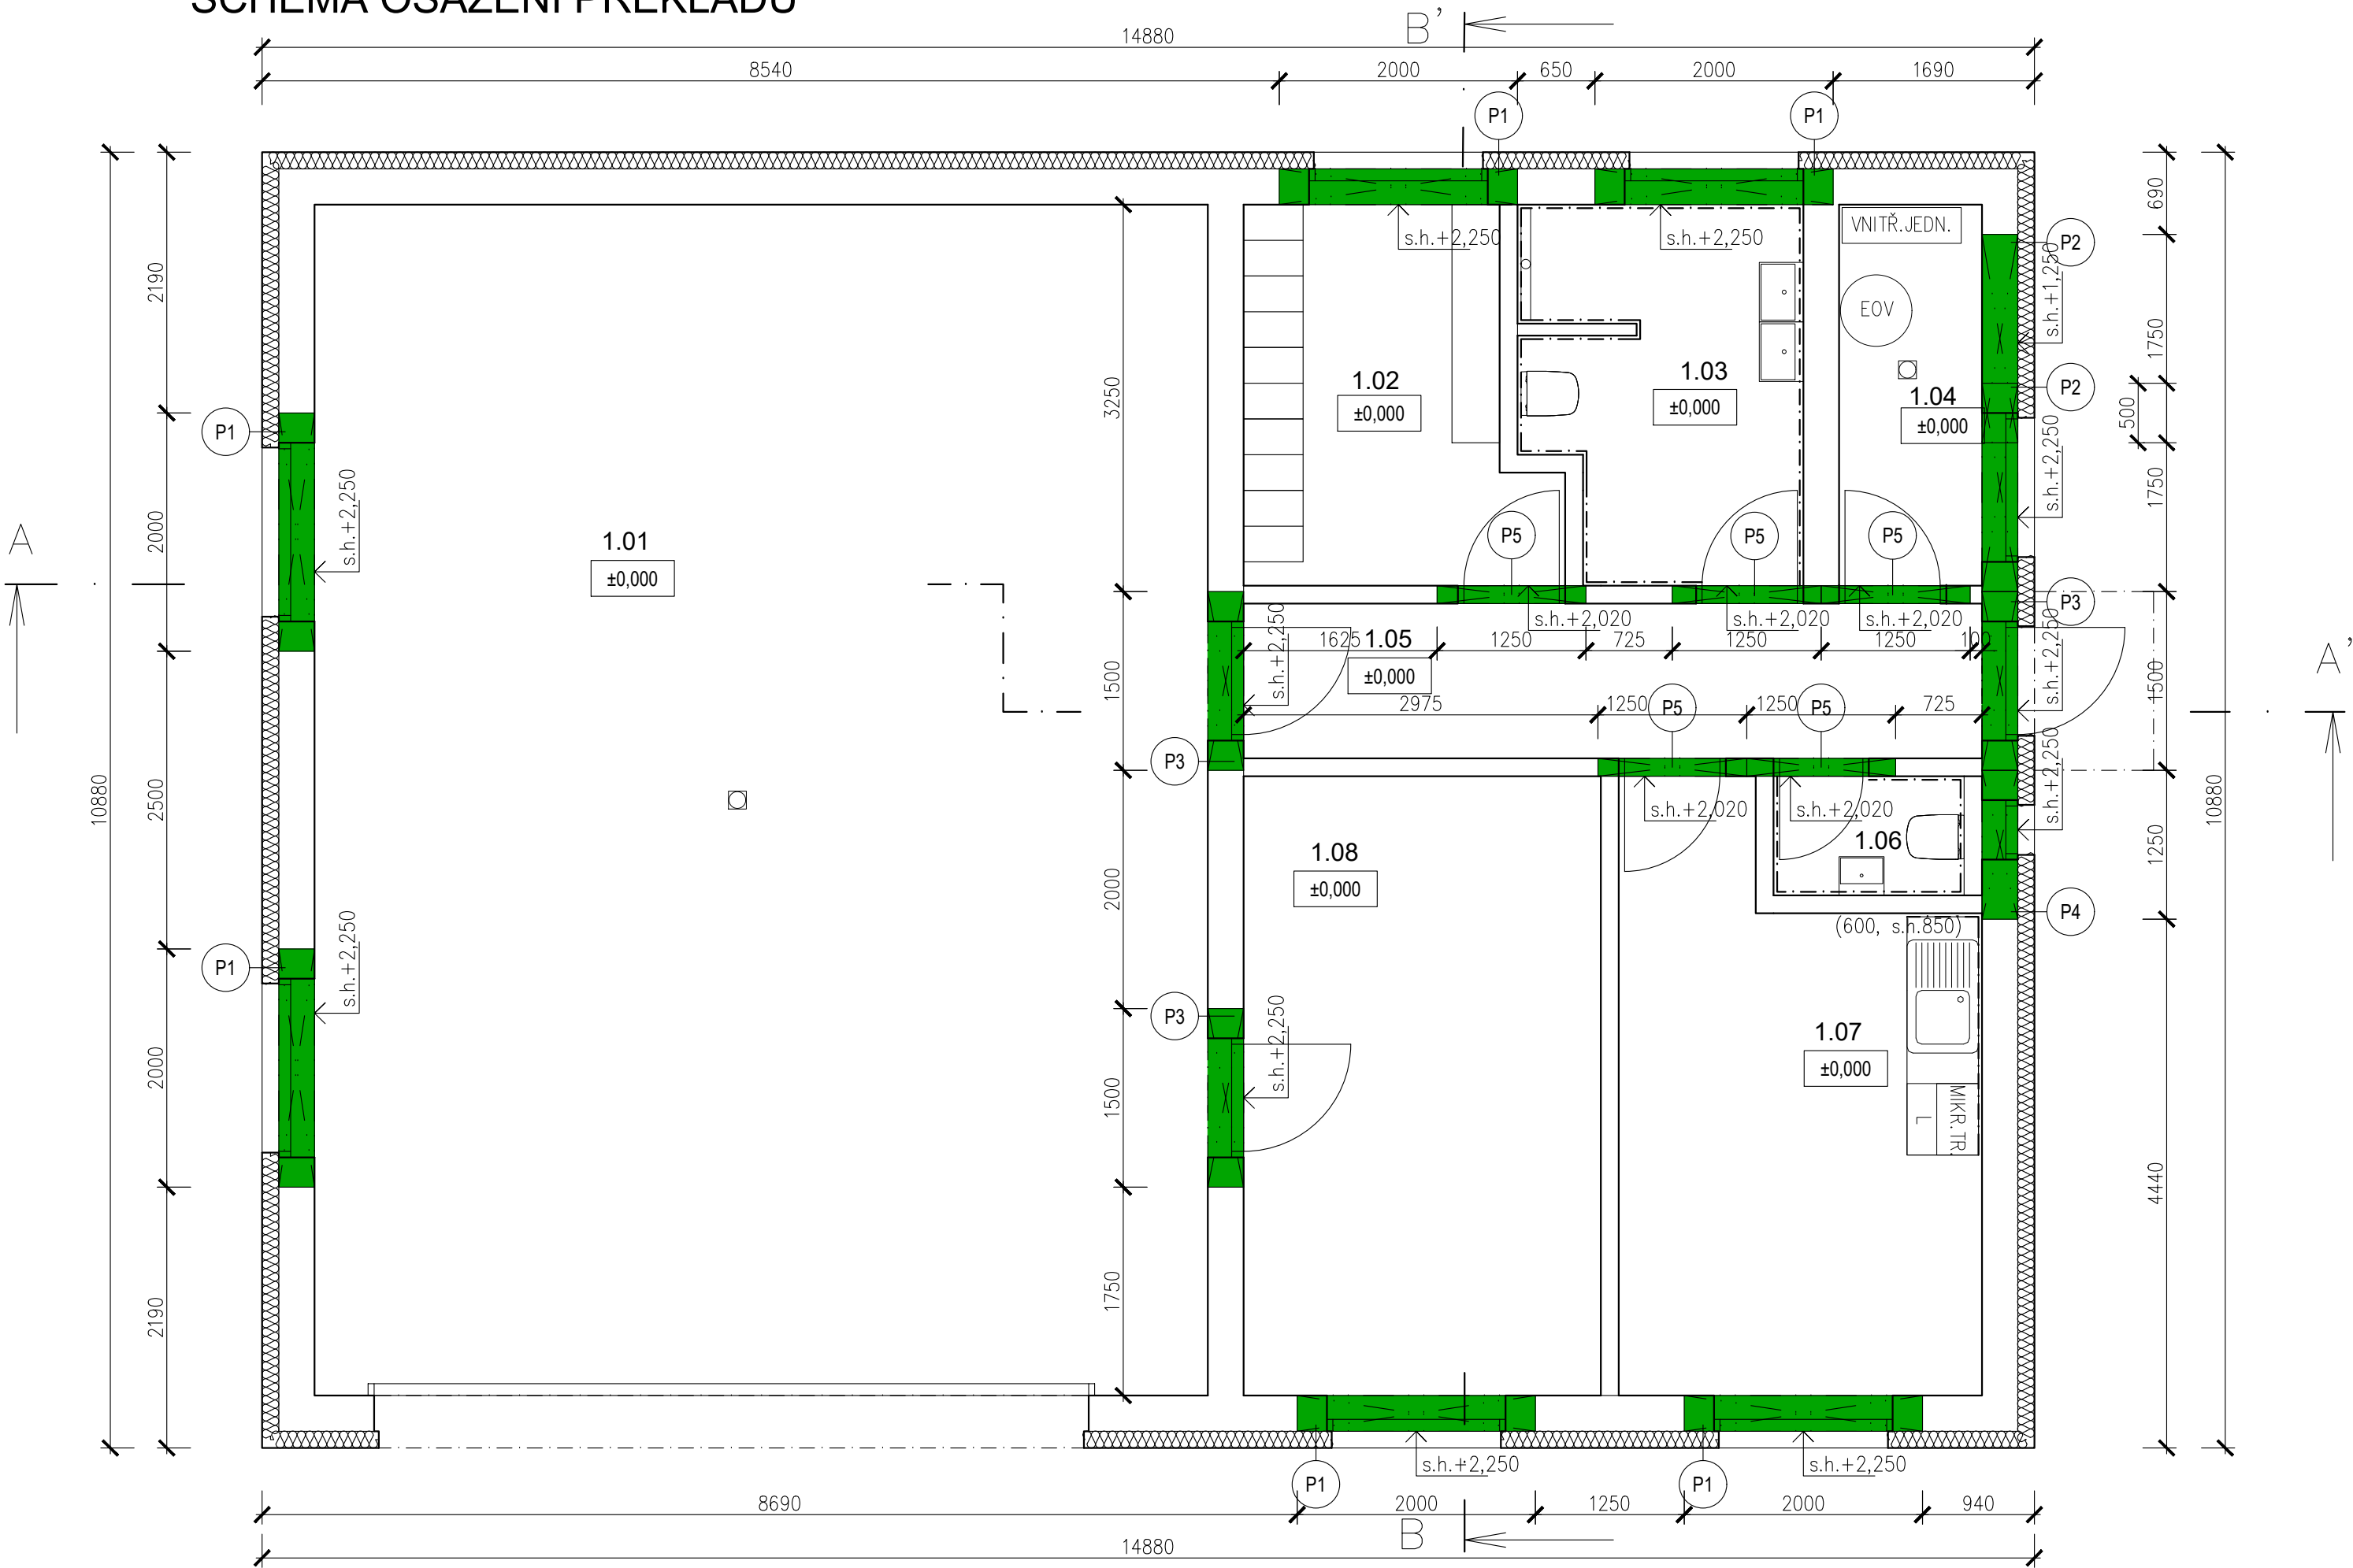 SCHÉMA OSAZENÍ PŘEKLADŮ
B'
14880
8540
2000
650
2000
1690
P1
P1
690
VNITŘ.JEDN.
P2
s.h.+2,250
s.h.+2,250
s.h.+1,250
2190
EOV
1750
3250
1.02
±0,000
1.03
±0,000
1.04
±0,000
P2
500
P1
s.h.+2,250
s.h.+2,250
1750
2000
A
1.01
±0,000
P5
P5
P5
P3
s.h.+2,020
s.h.+2,020
s.h.+2,020
s.h.+2,250
s.h.+2,250
1625
1.05
±0,000
1250
725
1250
1250
100
1500
1500
A'
2975
1250
P5
1250
P5
725
P3
s.h.+2,250
10880
2500
10880
s.h.+2,020
s.h.+2,020
1.06
1250
1.08
±0,000
2000
P4
(600, s.h.850)
P1
s.h.+2,250
P3
s.h.+2,250
1.07
±0,000
2000
1500
MIKR.TR.
L
4440
1750
2190
s.h.+2,250
s.h.+2,250
P1
P1
8690
2000
1250
2000
940
B
14880